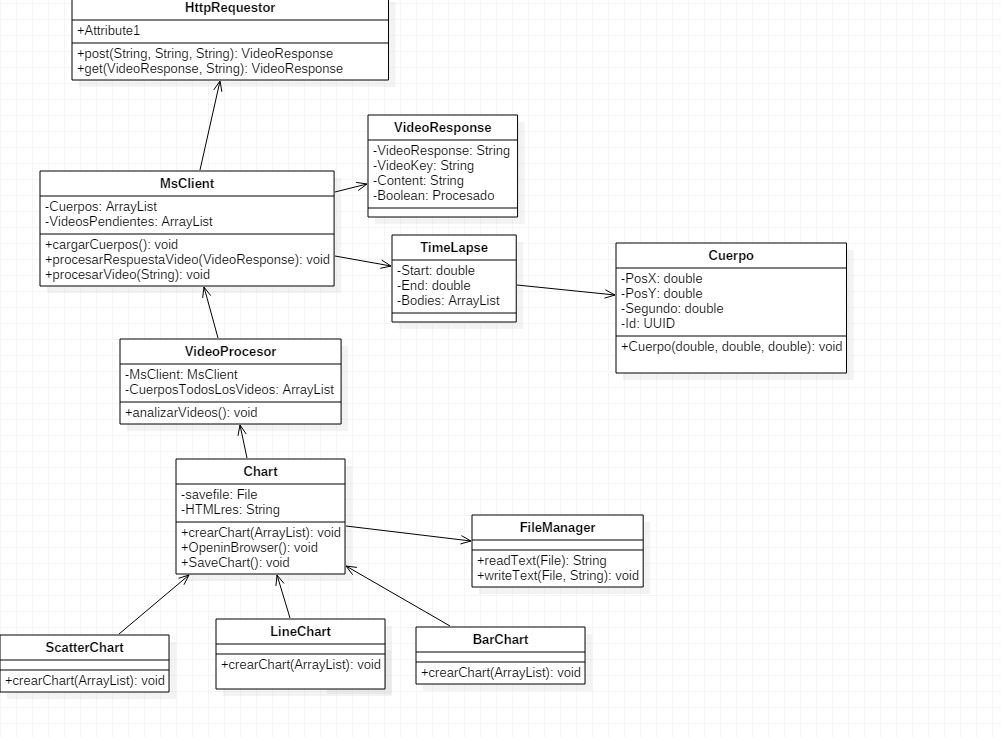 HttpRequestor
+Attribute1
+post(String, String, String): VideoResponse
+get(VideoResponse, String): VideoResponse
VideoResponse
-VideoResponse: String
-VideoKey: String
-Content: String
-Boolean: Procesado
MsClient
-Cuerpos: ArrayList
-VideosPendientes: ArrayList
+cargarCuerpos(): void
+procesarRespuestaVideo(VideoResponse): void
+procesarVideo(String): void
TimeLapse
-Start: double
-End: double
-Bodies: ArrayList
Cuerpo
-PosX: double
-PosY: double
-Segundo: double
-Id: UUID
+Cuerpo(double, double, double): void
VideoProcesor
-MsClient: MsClient
-CuerposTodosLosVideos: ArrayList
+analizarVideos(): void
Chart
-savefile: File
-HTMLres: String
+crearChart(ArrayList): void
+OpeninBrowser(): void
+SaveChart(): void
FileManager
+readText(File): String
+writeText(File, String): void
ScatterChart
+crearChart(ArrayList): void
LineChart
+crearChart(ArrayList): void
BarChart
+crearChart(ArrayList): void